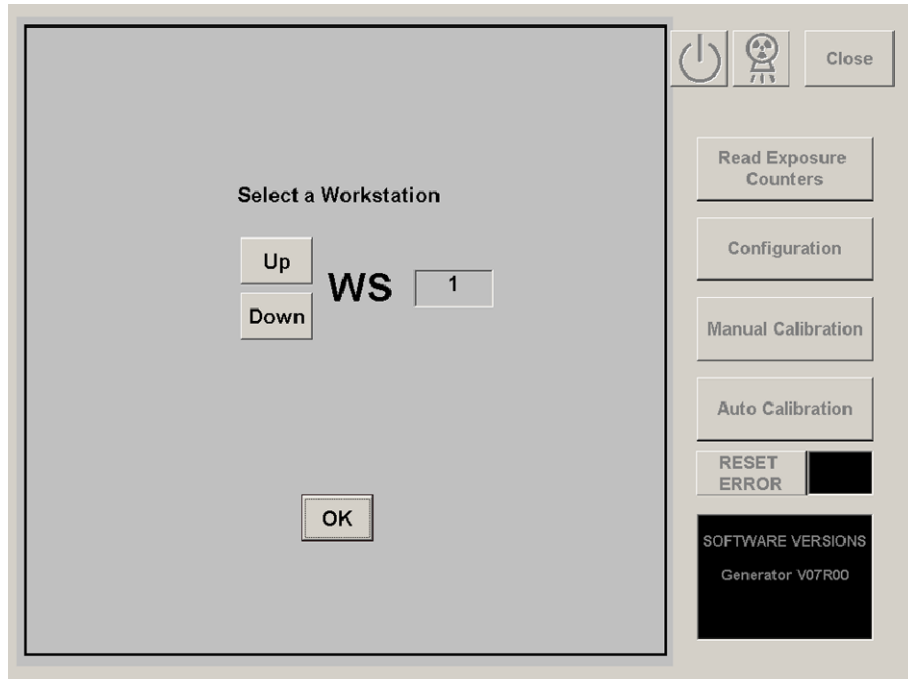 Close
Read Exposure
Counters
Select a Workstation
Configuration
Up
WS 1
Down
Manual Calibration
Auto Calibration
RESET
ERROR
OK
SOFTWARE VERSIONS
Generator V07R00